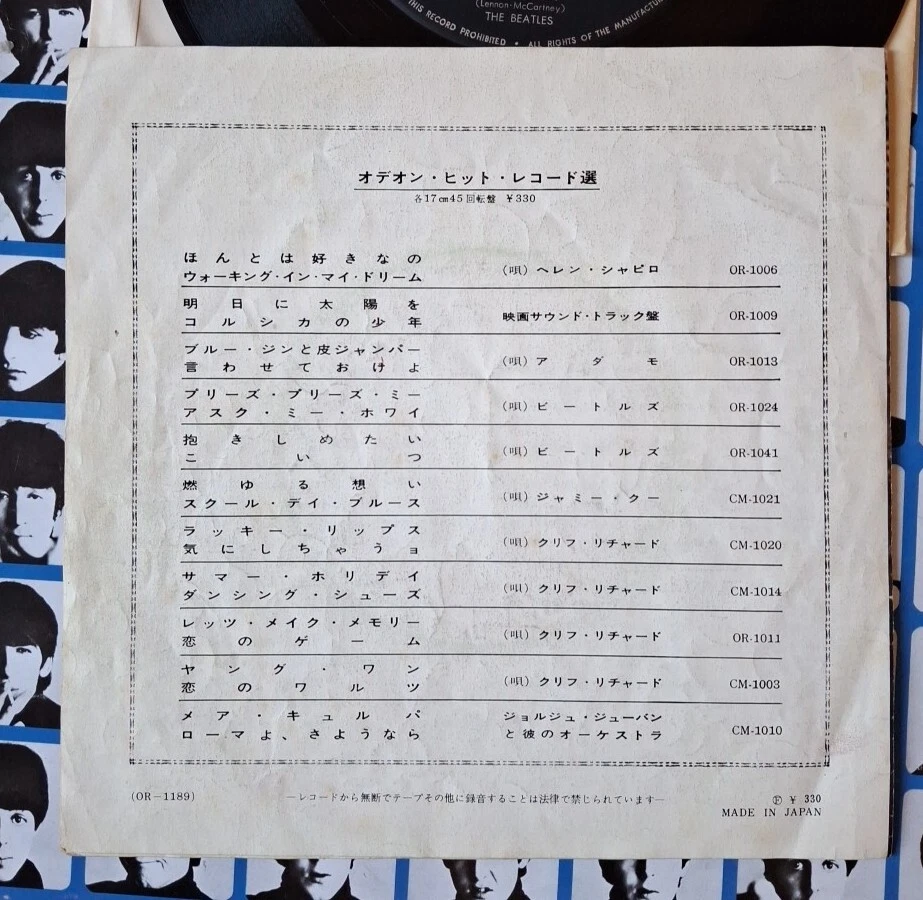 (Lennon-McCartney)
THE BEATLES
THIS RECORD PROHIBITED • ALL RIGHTS OF THE MANUFACTUR
オデオン・ヒット・レコード選
各17㎝45回転盤 ¥330
ほんとは好きなの
ウォーキング・イン・マイ・ドリーム (唄) ヘレン・シャピロ OR-1006
明日に太陽を
コルシカの少年 映画サウンド・トラック盤 OR-1009
ブルー・ジンと皮ジャンパー
言わせておけよ (唄) アダモ OR-1013
プリーズ・プリーズ・ミー
アスク・ミー・ホワイ (唄) ビートルズ OR-1024
抱きしめたい
こいつ (唄) ビートルズ OR-1041
燃ゆる想い
スクール・デイ・ブルース (唄) ジャミー・クー CM-1021
ラッキー・リップス
気にしちゃうョ (唄) クリフ・リチャード CM-1020
サマー・ホリデイ
ダンシング・シューズ (唄) クリフ・リチャード CM-1014
レッツ・メイク・メモリー
恋のゲーム (唄) クリフ・リチャード OR-1011
ヤング・ワン
恋のワルツ (唄) クリフ・リチャード CM-1003
メア・キュルパ ジョルジュ・ジューバン
ローマよ、さようなら と彼のオーケストラ CM-1010
(OR-1189) —レコードから無断でテープその他に録音することは法律で禁じられています— Ⓟ ¥ 330
MADE IN JAPAN